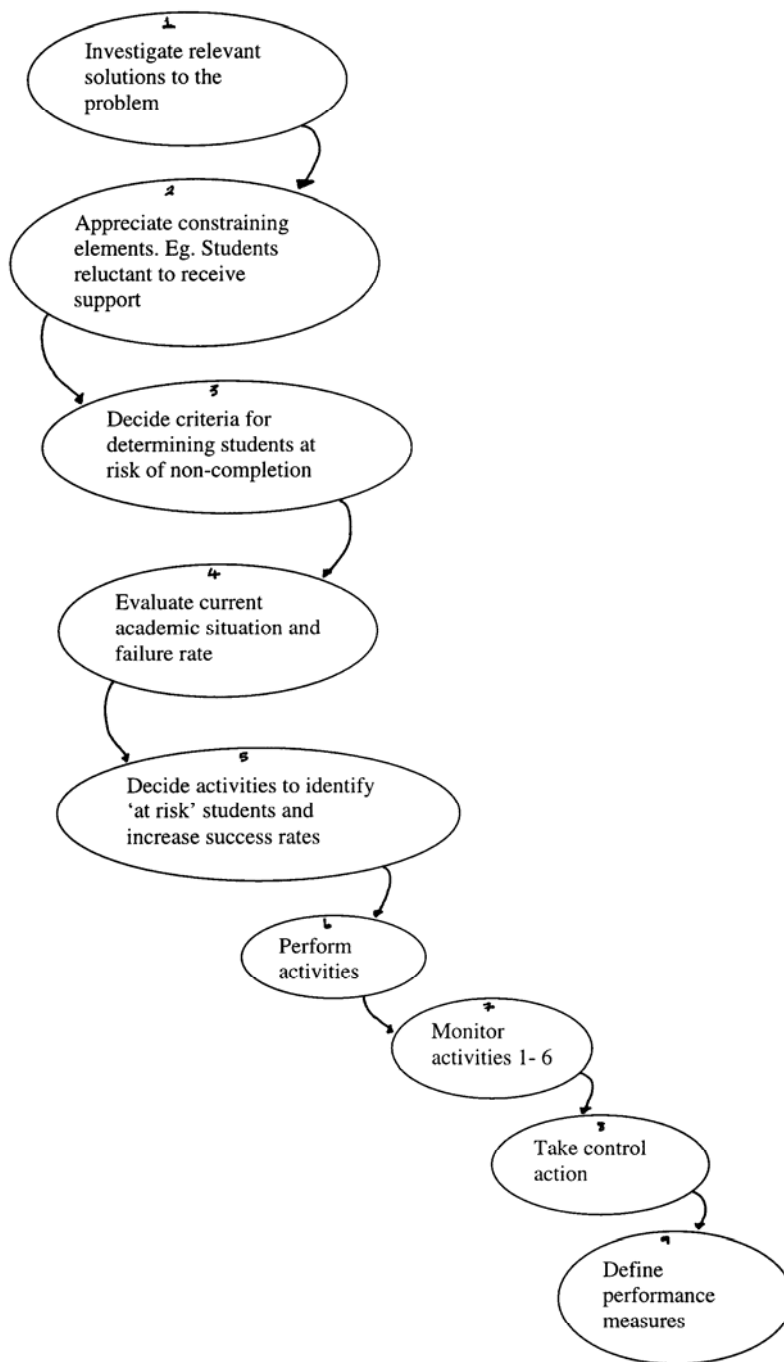 1
Investigate relevant
solutions to the
problem
2
Appreciate constraining
elements. Eg. Students
reluctant to receive
support
3
Decide criteria for
determining students at
risk of non-completion
4
Evaluate current
academic situation and
failure rate
5
Decide activities to identify
‘at risk’ students and
increase success rates
6
Perform
activities
7
Monitor
activities 1- 6
8
Take control
action
9
Define
performance
measures